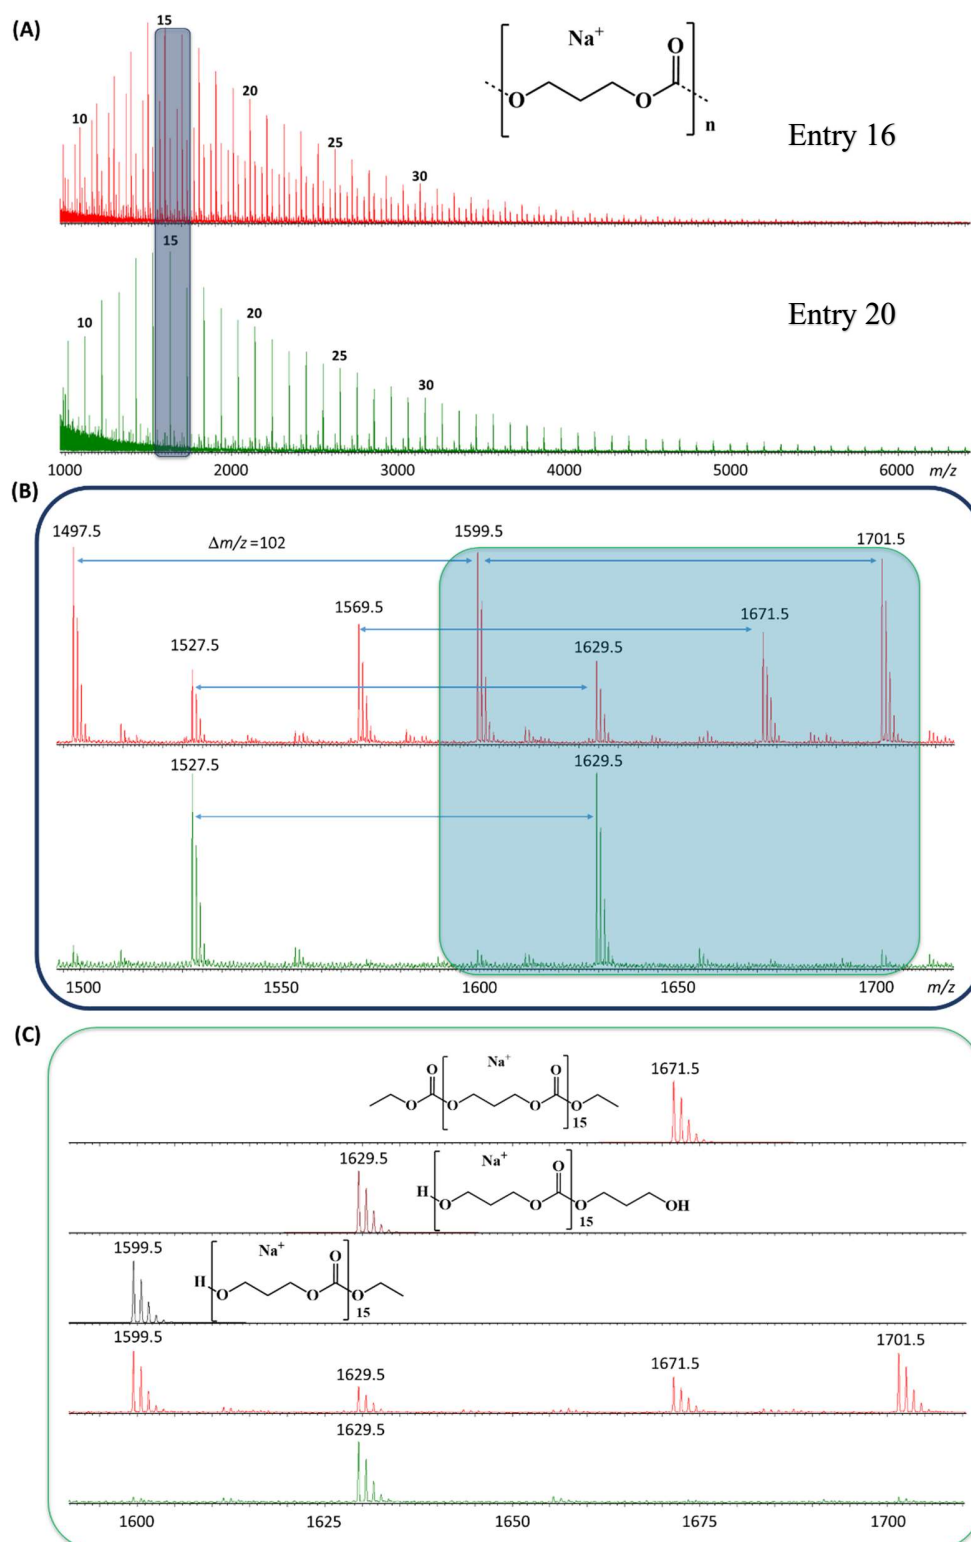 (A)
15
10
20
25
30
Na+
O
O
O
n
Entry 16
15
10
20
25
30
Entry 20
1000 2000 3000 4000 5000 6000 m/z
(B)
1497.5
Δm/z=102
1599.5
1701.5
1569.5
1671.5
1527.5
1629.5
1527.5
1629.5
1500 1550 1600 1650 1700 m/z
(C)
Na+
O
O
O
O
O
O
15
1671.5
1629.5
Na+
O
H
O
O
O
OH
15
1599.5
Na+
O
H
O
O
O
15
1599.5
1629.5
1671.5
1701.5
1629.5
1600 1625 1650 1675 1700